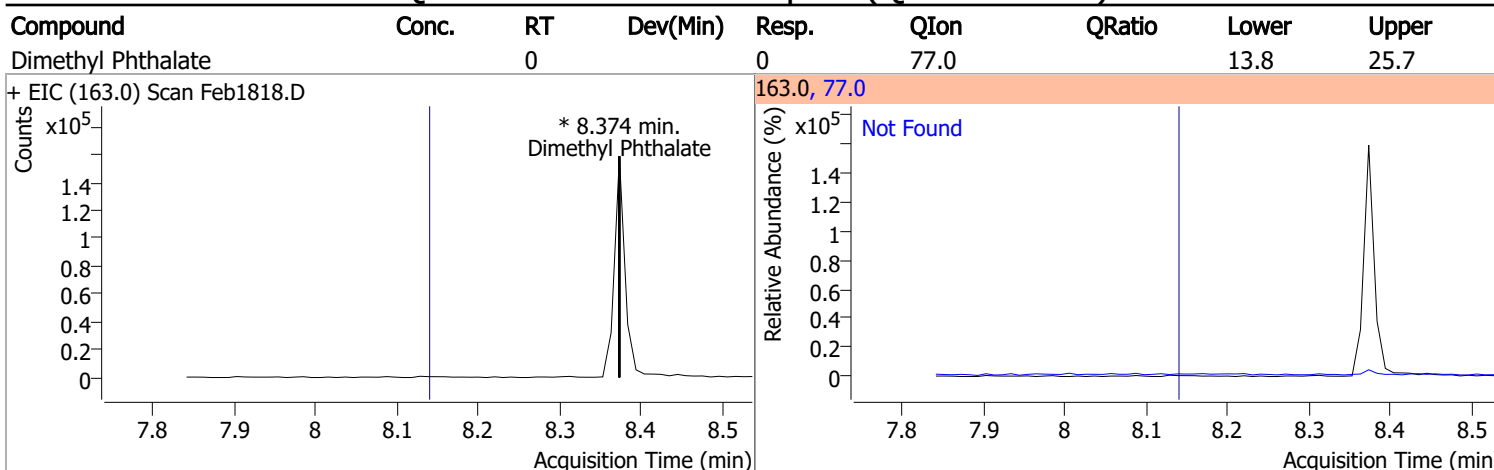 Compound Conc. RT Dev(Min) Resp. QIon QRatio Lower Upper
Dimethyl Phthalate 0 0 77.0 13.8 25.7
+ EIC (163.0) Scan Feb1818.D
Counts
x10⁵
* 8.374 min.
Dimethyl Phthalate
1.4
1.2
1
0.8
0.6
0.4
0.2
0
7.8 7.9 8 8.1 8.2 8.3 8.4 8.5
Acquisition Time (min)
163.0, 77.0
Relative Abundance (%)
x10⁵
Not Found
1.4
1.2
1
0.8
0.6
0.4
0.2
0
7.8 7.9 8 8.1 8.2 8.3 8.4 8.5
Acquisition Time (min